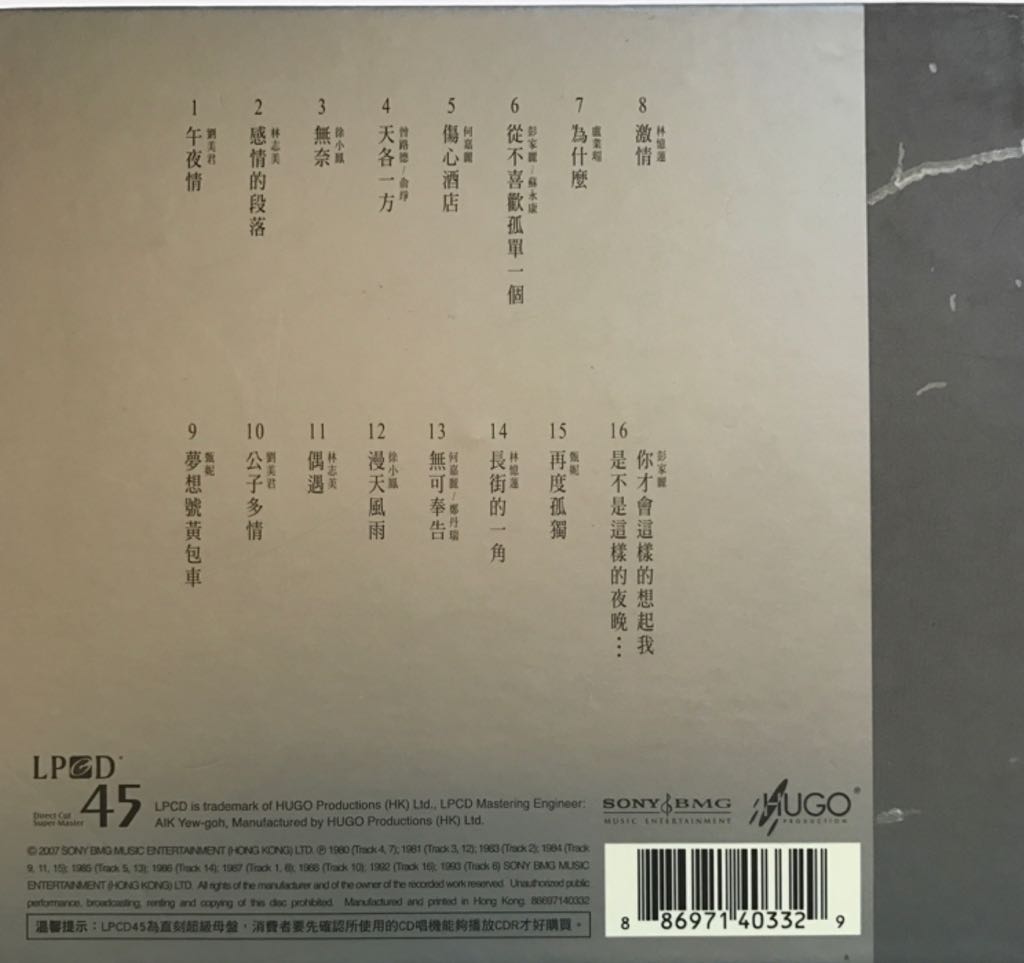 1 午夜情 劉美君
2 感情的段落 林志美
3 無奈 徐小鳳
4 天各一方 曾路德/俞琤
5 傷心酒店 何嘉麗
6 從不喜歡孤單一個 彭家麗/蘇永康
7 為什麼 盧業瑂
8 激情 林憶蓮
9 夢想號黃包車 甄妮
10 公子多情 劉美君
11 偶遇 林志美
12 漫天風雨 徐小鳳
13 無可奉告 何嘉麗/鄭丹瑞
14 長街的一角 林憶蓮
15 再度孤獨 甄妮
16 你才會這樣的想起我 彭家麗
是不是這樣的夜晚…
LPCD
45
Direct Cut
Super Master
LPCD is trademark of HUGO Productions (HK) Ltd., LPCD Mastering Engineer:
AIK Yew-goh, Manufactured by HUGO Productions (HK) Ltd.
SONY BMG
MUSIC ENTERTAINMENT
HUGO®
PRODUCTION
© 2007 SONY BMG MUSIC ENTERTAINMENT (HONG KONG) LTD. ℗ 1980 (Track 4, 7); 1981 (Track 3, 12); 1983 (Track 2); 1984 (Track
9, 11, 15); 1985 (Track 5, 13); 1986 (Track 14); 1987 (Track 1, 8); 1988 (Track 10), 1992 (Track 16), 1993 (Track 6) SONY BMG MUSIC
ENTERTAINMENT (HONG KONG) LTD. All rights of the manufacturer and of the owner of the recorded work reserved. Unauthorized public
performance, broadcasting, renting and copying of this disc prohibited. Manufactured and printed in Hong Kong. 88697140332
溫馨提示：LPCD45為直刻超級母盤，消費者要先確認所使用的CD唱機能夠播放CDR才好購買。
8 86971 40332 9